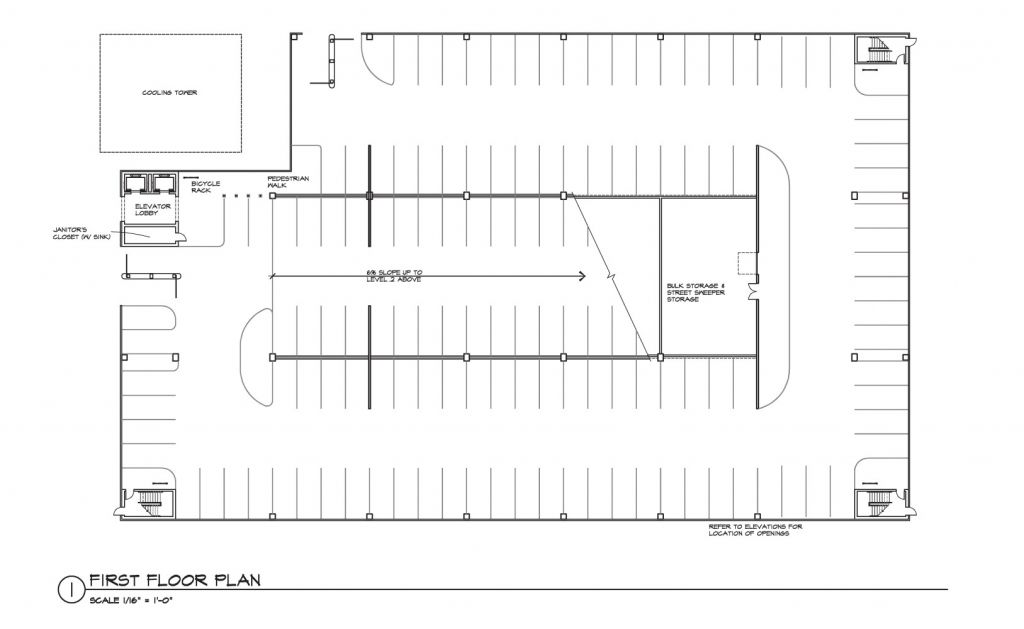 COOLING TOWER
BICYCLE
RACK
PEDESTRIAN
WALK
ELEVATOR
LOBBY
JANITOR'S
CLOSET (W/ SINK)
6% SLOPE UP TO
LEVEL 2 ABOVE
BULK STORAGE &
STREET SWEEPER
STORAGE
REFER TO ELEVATIONS FOR
LOCATION OF OPENINGS
1 FIRST FLOOR PLAN
SCALE 1/16" = 1'-0"